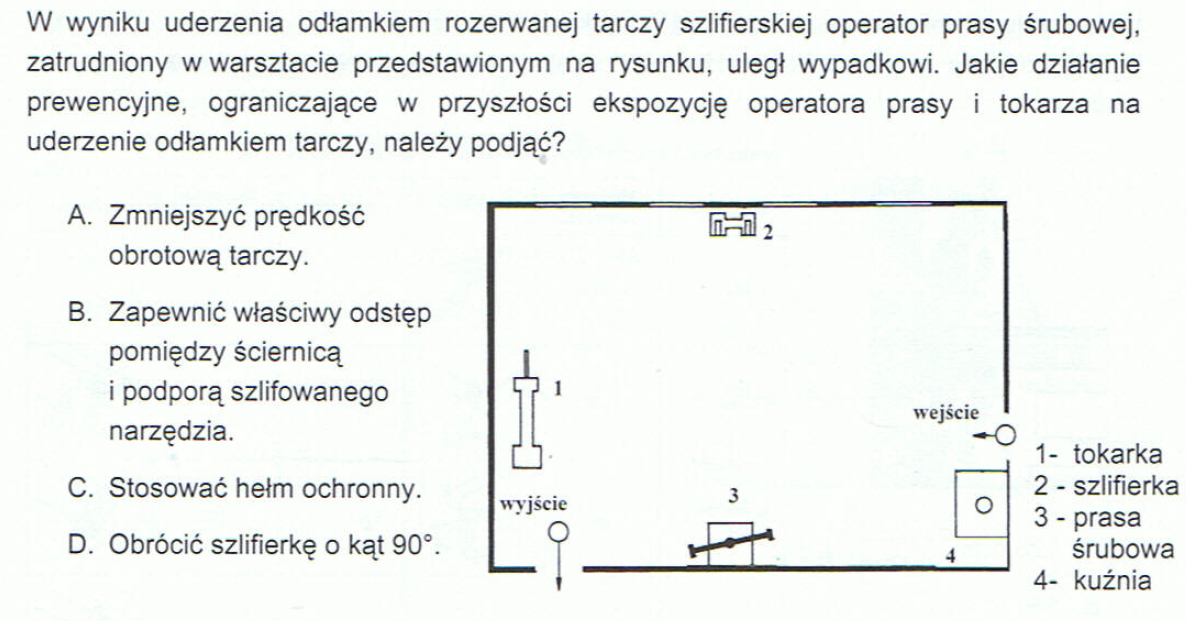 W wyniku uderzenia odłamkiem rozerwanej tarczy szlifierskiej operator prasy śrubowej,
zatrudniony w warsztacie przedstawionym na rysunku, uległ wypadkowi. Jakie działanie
prewencyjne, ograniczające w przyszłości ekspozycję operatora prasy i tokarza na
uderzenie odłamkiem tarczy, należy podjąć?
A. Zmniejszyć prędkość
obrotową tarczy.
B. Zapewnić właściwy odstęp
pomiędzy ściernicą
i podporą szlifowanego
narzędzia.
C. Stosować hełm ochronny.
D. Obrócić szlifierkę o kąt 90°.
2
1
wejście
wyjście
3
4
1- tokarka
2 - szlifierka
3 - prasa
śrubowa
4- kuźnia